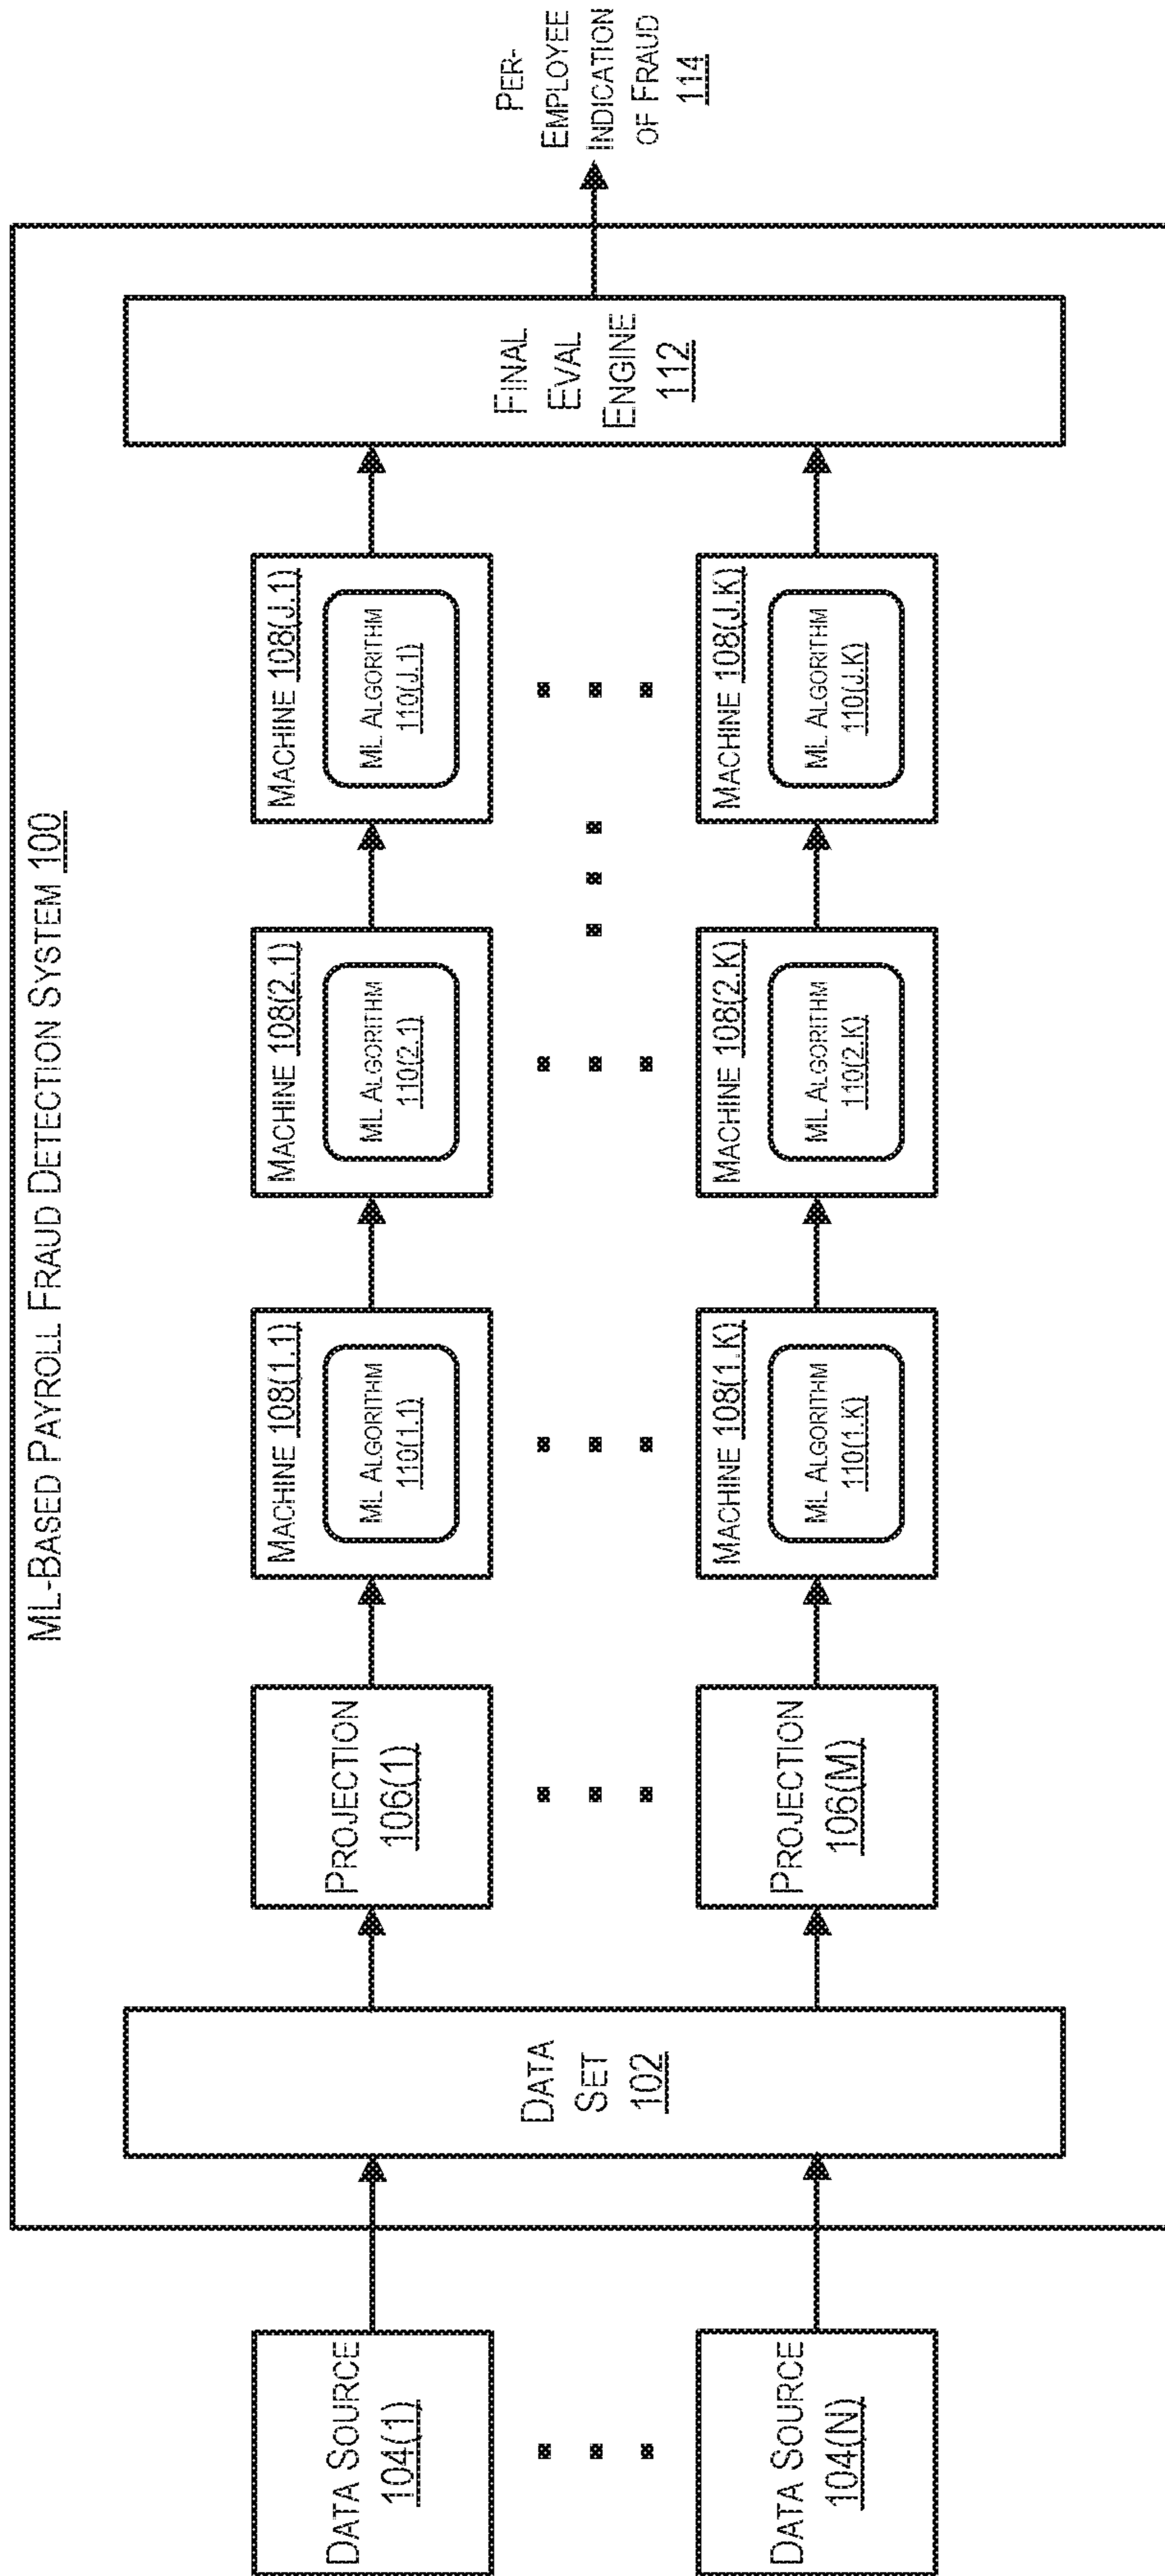 ML-BASED PAYROLL FRAUD DETECTION SYSTEM 100
DATA SOURCE
104(1)
DATA SOURCE
104(N)
DATA
SET
102
PROJECTION
106(1)
PROJECTION
106(M)
MACHINE 108(1.1)
ML ALGORITHM
110(1.1)
MACHINE 108(1.K)
ML ALGORITHM
110(1.K)
MACHINE 108(2.1)
ML ALGORITHM
110(2.1)
MACHINE 108(2.K)
ML ALGORITHM
110(2.K)
MACHINE 108(J.1)
ML ALGORITHM
110(J.1)
MACHINE 108(J.K)
ML ALGORITHM
110(J.K)
FINAL
EVAL
ENGINE
112
PER-
EMPLOYEE
INDICATION
OF FRAUD
114